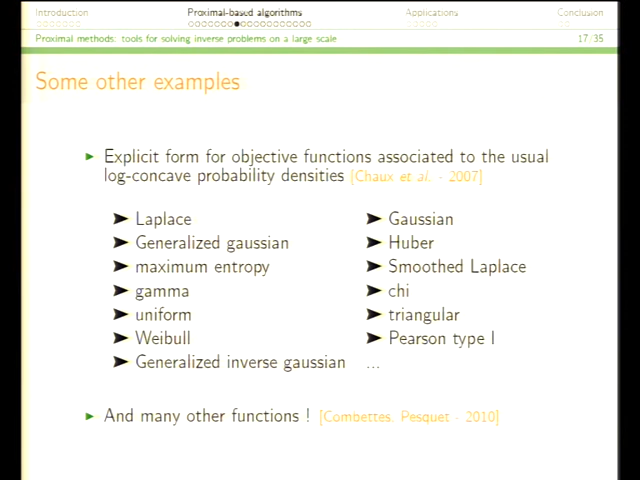 Introduction Proximal-based algorithms Applications Conclusion
Proximal methods: tools for solving inverse problems on a large scale 17/35
Some other examples
Explicit form for objective functions associated to the usual
log-concave probability densities [Chaux et al. - 2007]
Laplace Gaussian
Generalized gaussian Huber
maximum entropy Smoothed Laplace
gamma chi
uniform triangular
Weibull Pearson type I
Generalized inverse gaussian ...
And many other functions ! [Combettes, Pesquet - 2010]